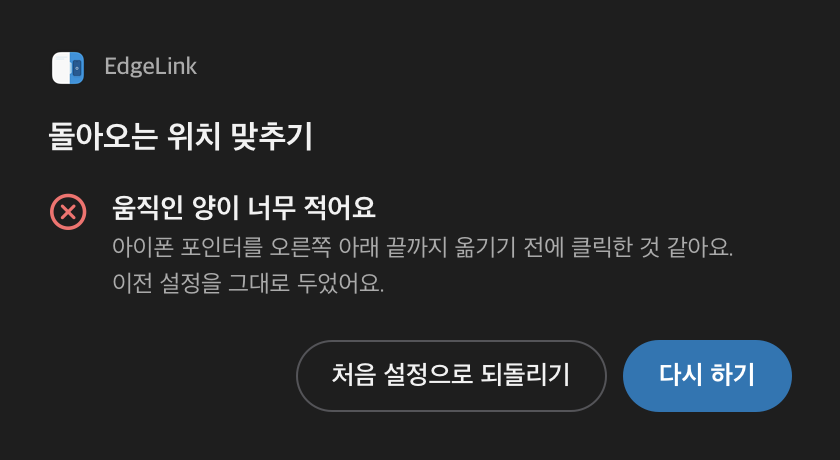 EdgeLink
돌아오는 위치 맞추기
움직인 양이 너무 적어요
아이폰 포인터를 오른쪽 아래 끝까지 옮기기 전에 클릭한 것 같아요.
이전 설정을 그대로 두었어요.
처음 설정으로 되돌리기
다시 하기